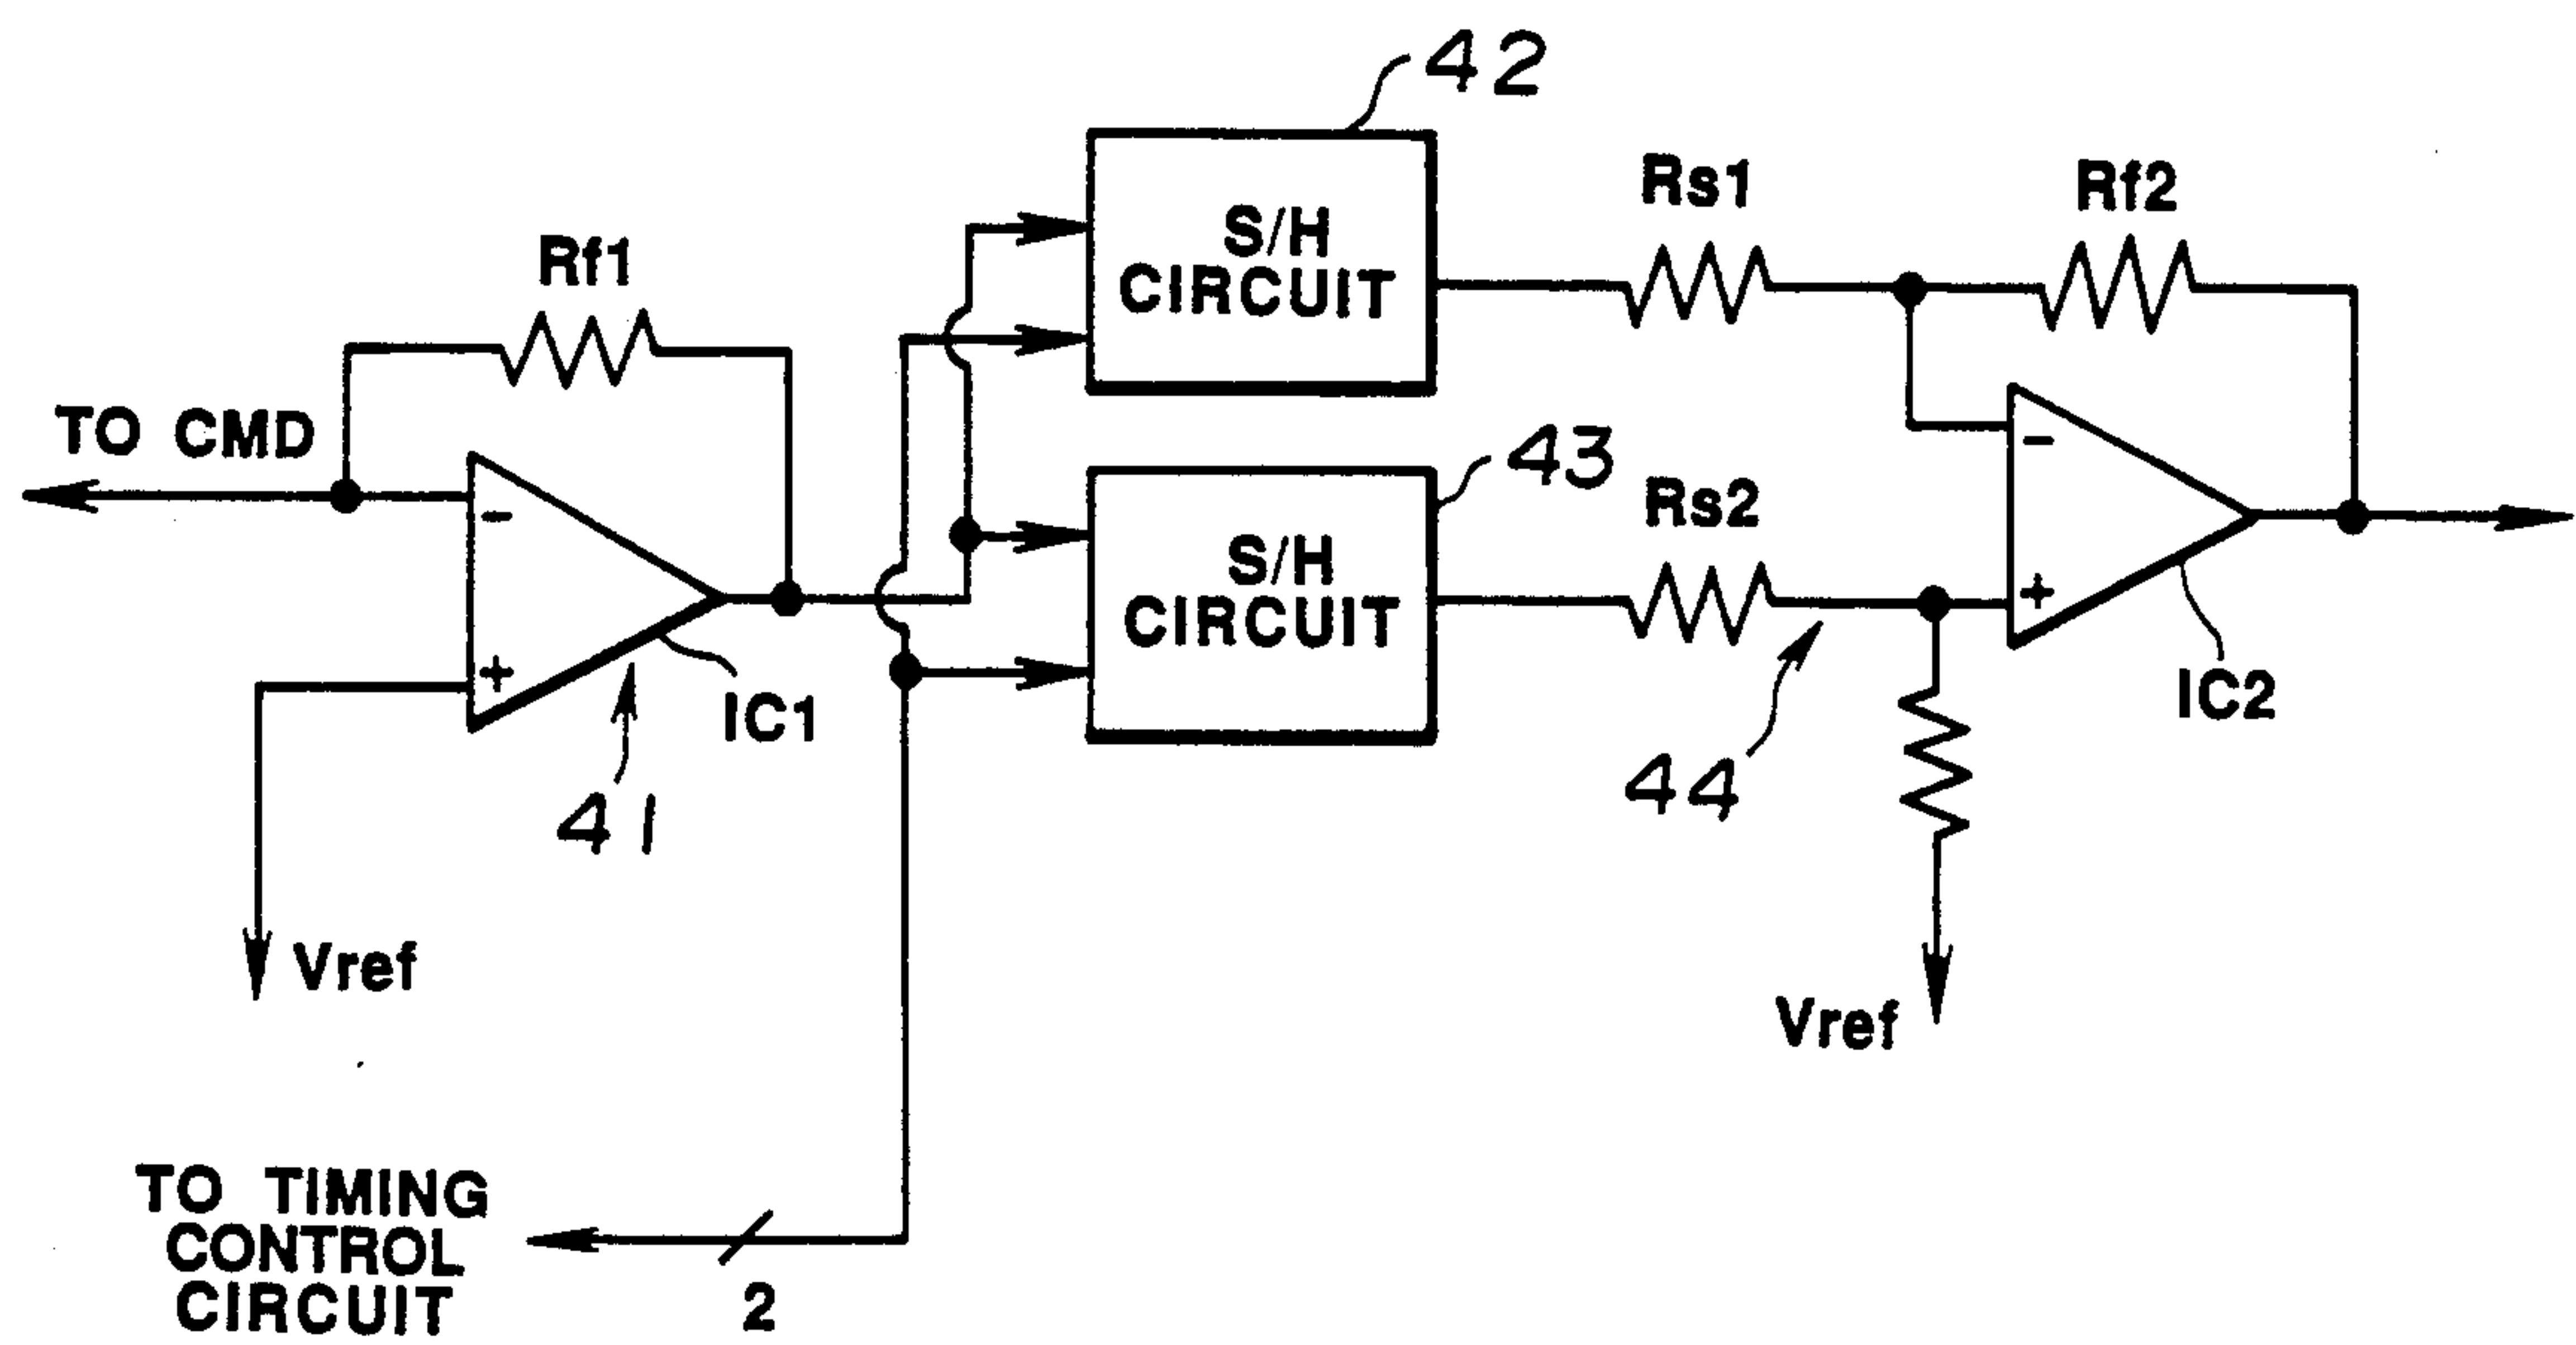 42
Rs1
Rf2
Rf1
S/H
CIRCUIT
TO CMD
-
-
43
Rs2
S/H
CIRCUIT
+
+
IC1
IC2
41
44
Vref
Vref
TO TIMING
CONTROL
CIRCUIT
2